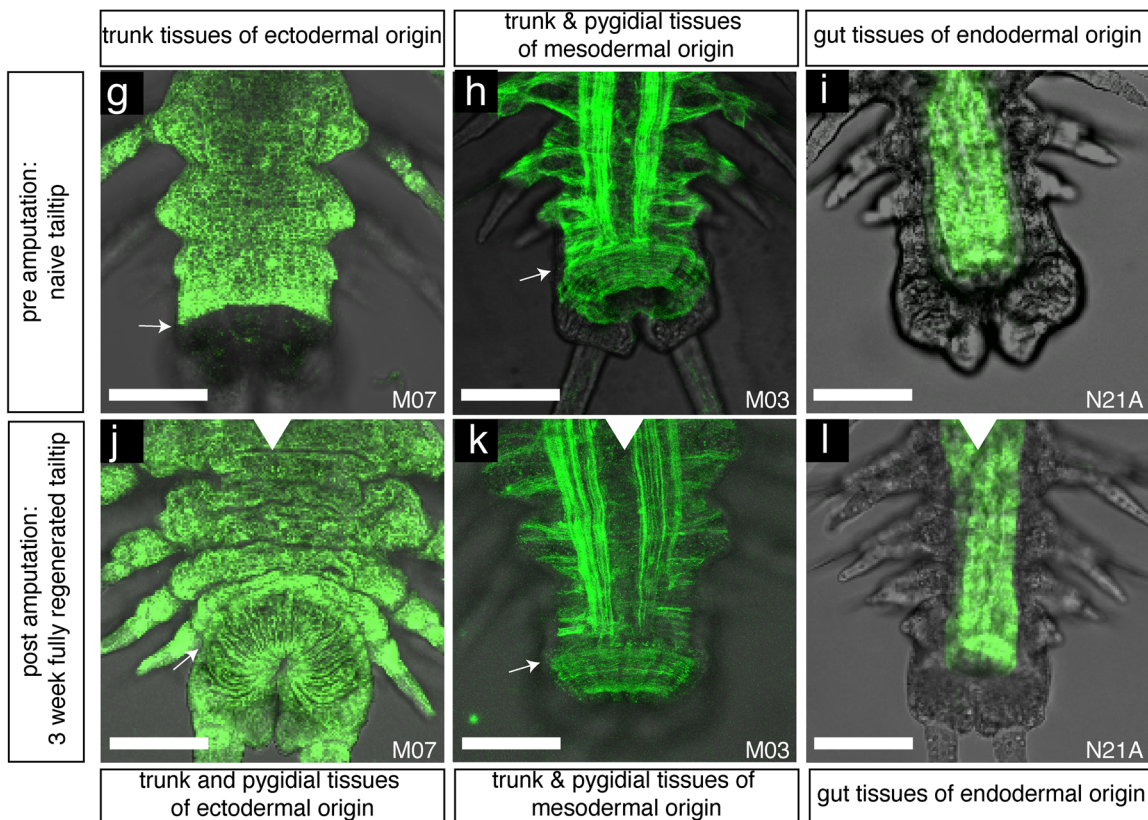 trunk tissues of ectodermal origin
trunk & pygidial tissues
of mesodermal origin
gut tissues of endodermal origin
pre amputation:
naive tailtip
g
M07
h
M03
i
N21A
post amputation:
3 week fully regenerated tailtip
j
M07
k
M03
l
N21A
trunk and pygidial tissues
of ectodermal origin
trunk & pygidial tissues of
mesodermal origin
gut tissues of endodermal origin